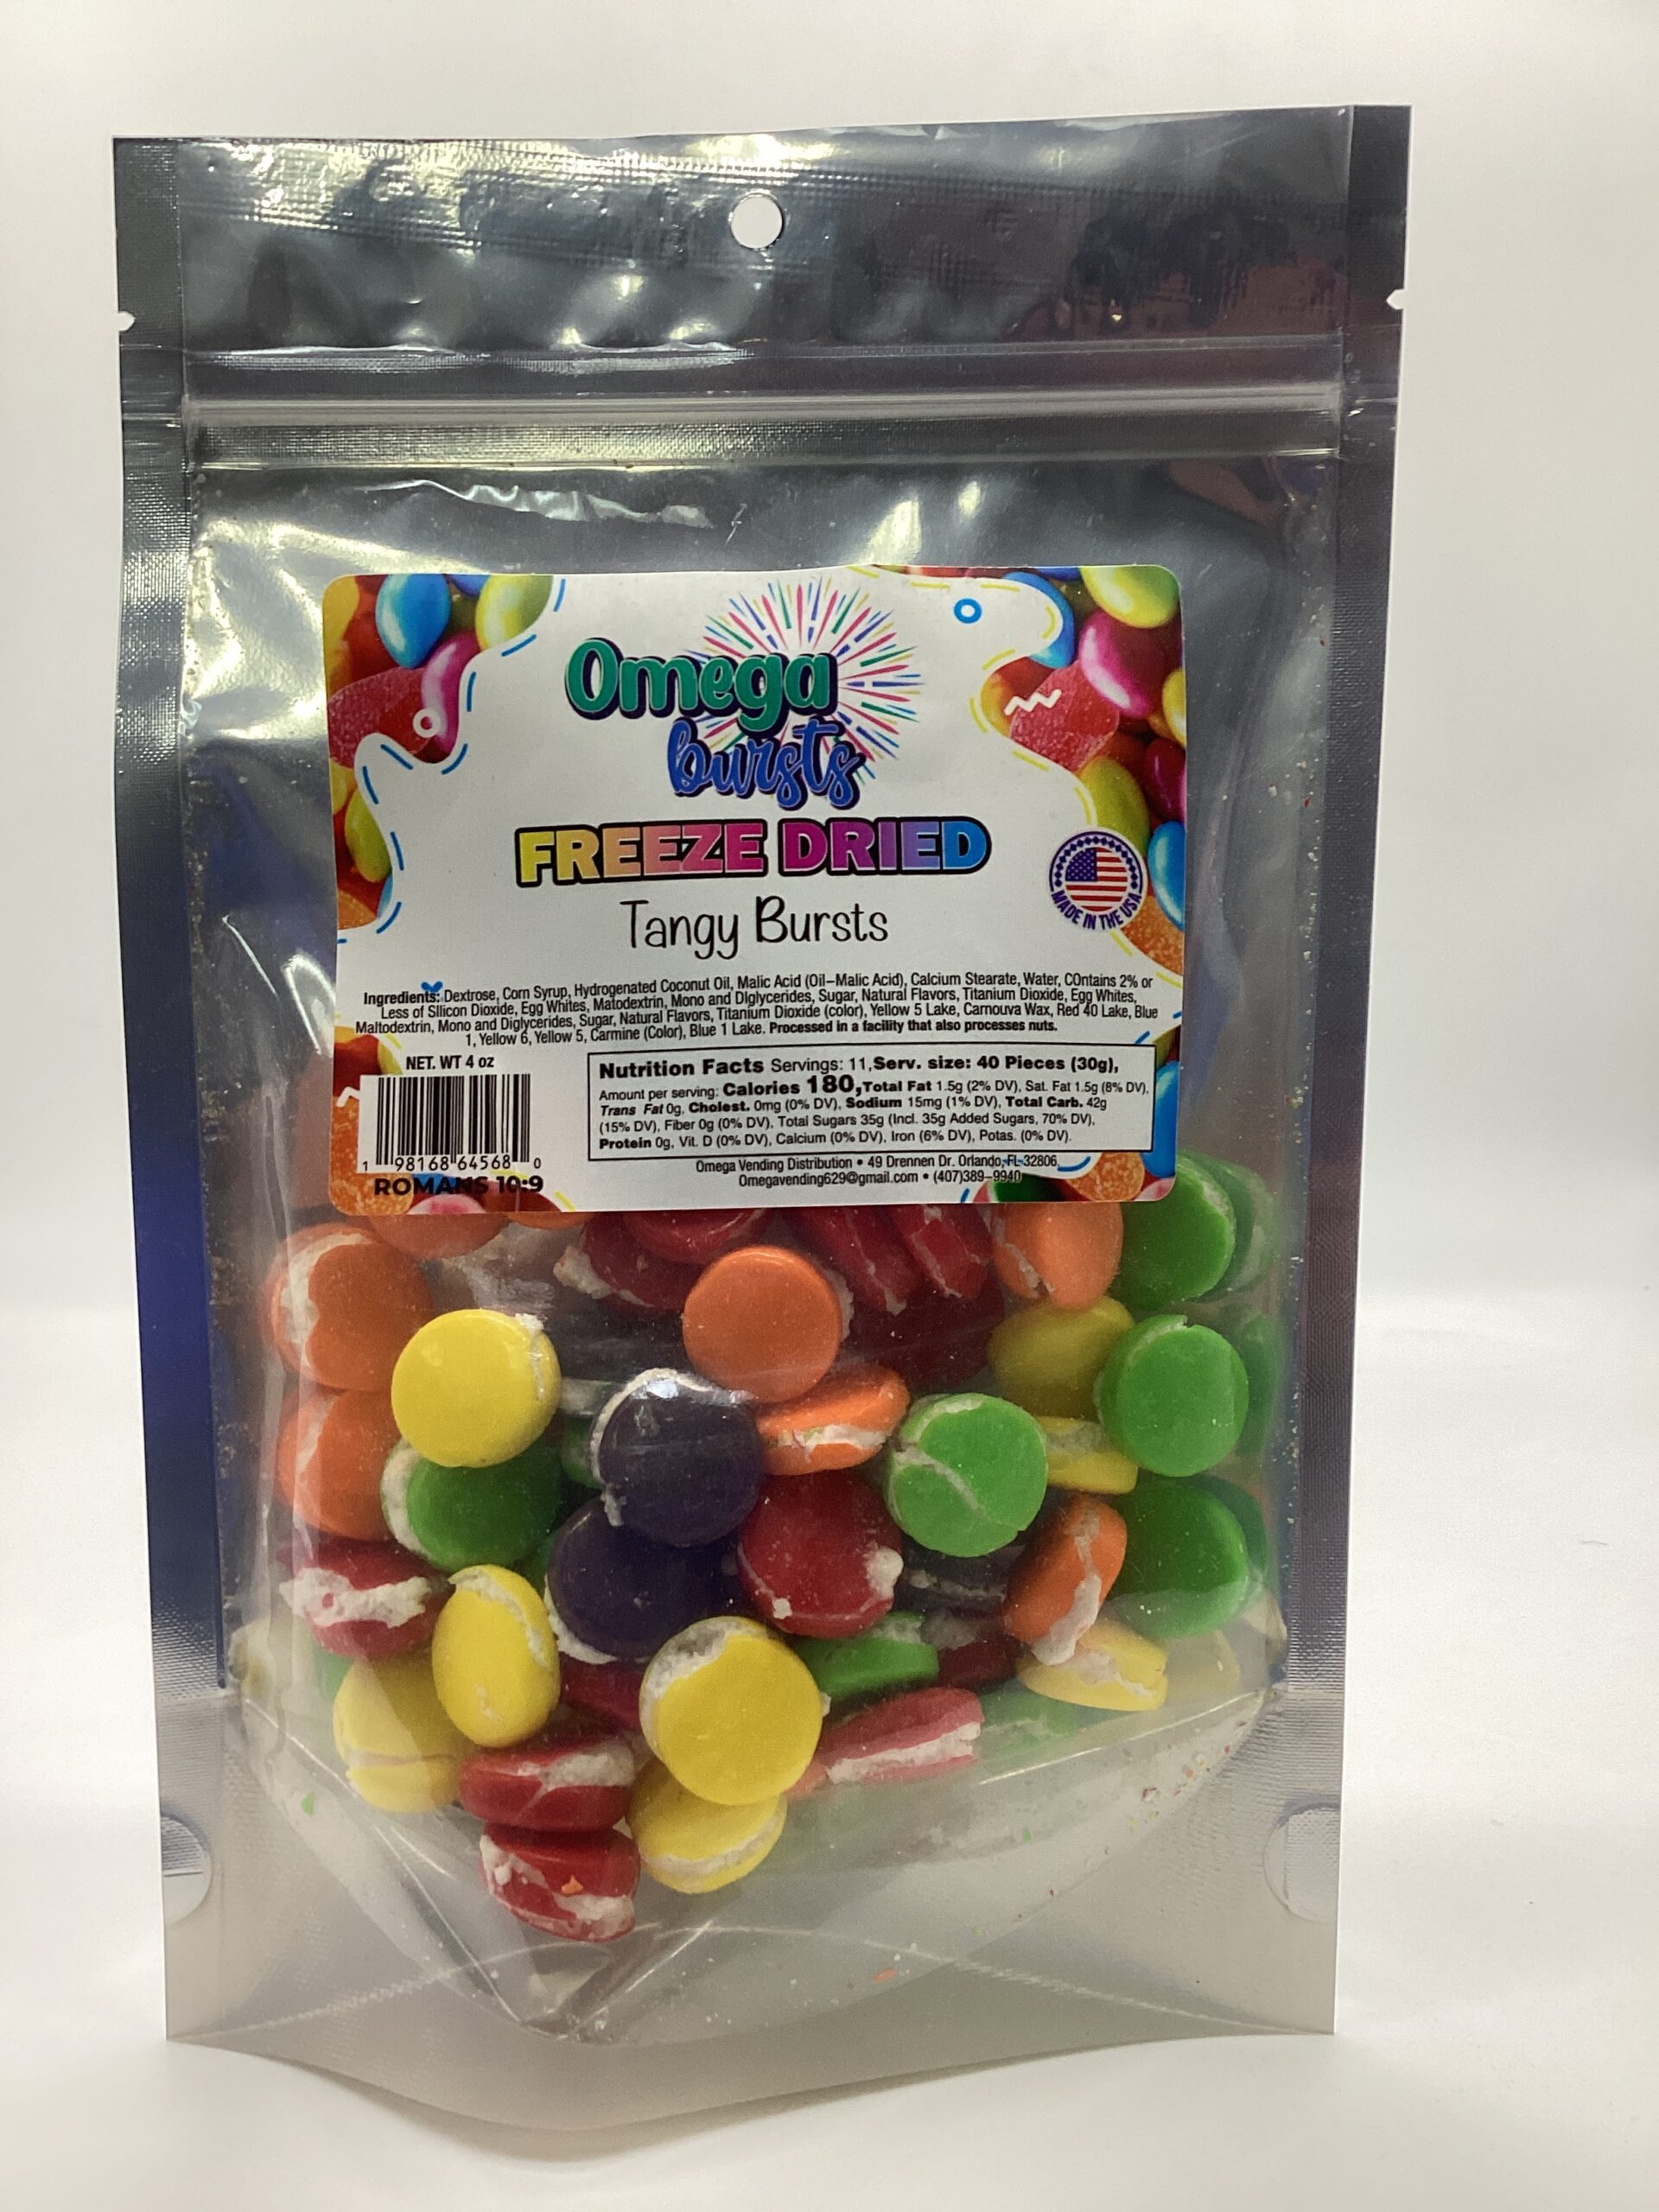 Omega
bursts
FREEZE DRIED
Tangy Bursts
MADE IN THE USA
Ingredients: Dextrose, Corn Syrup, Hydrogenated Coconut Oil, Malic Acid (Oil-Malic Acid), Calcium Stearate, Water, COntains 2% or
Less of SIlicon Dioxide, Egg Whites, Matodextrin, Mono and DIglycerides, Sugar, Natural Flavors, Titanium Dioxide, Egg Whites,
Maltodextrin, Mono and Diglycerides, Sugar, Natural Flavors, Titanium Dioxide (color), Yellow 5 Lake, Carnouva Wax, Red 40 Lake, Blue
1, Yellow 6, Yellow 5, Carmine (Color), Blue 1 Lake. Processed in a facility that also processes nuts.
NET. WT 4 oz
1 98168 64568 0
ROMANS 10:9
Nutrition Facts Servings: 11, Serv. size: 40 Pieces (30g),
Amount per serving: Calories 180, Total Fat 1.5g (2% DV), Sat. Fat 1.5g (8% DV),
Trans Fat 0g, Cholest. 0mg (0% DV), Sodium 15mg (1% DV), Total Carb. 42g
(15% DV), Fiber 0g (0% DV), Total Sugars 35g (Incl. 35g Added Sugars, 70% DV),
Protein 0g, Vit. D (0% DV), Calcium (0% DV), Iron (6% DV), Potas. (0% DV).
Omega Vending Distribution • 49 Drennen Dr. Orlando, FL 32806.
Omegavending629@gmail.com • (407)389-9940